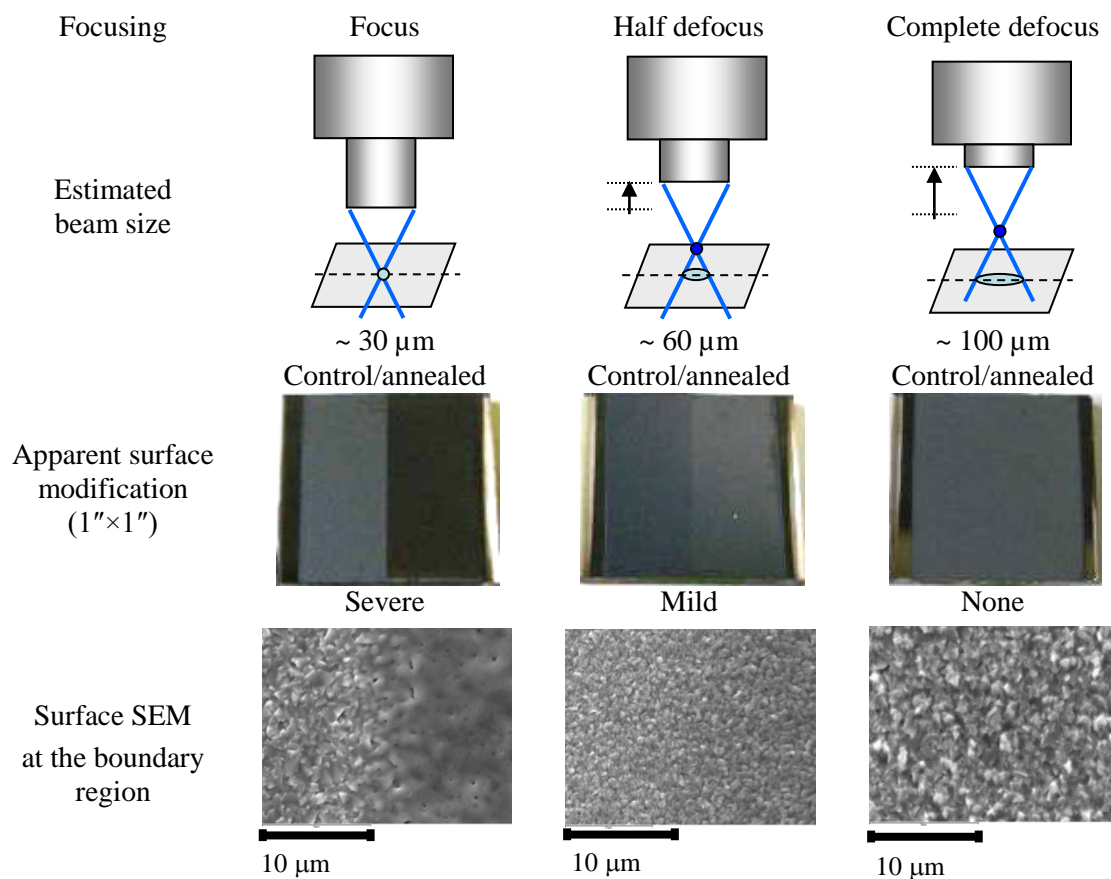 Focusing Focus Half defocus Complete defocus
Estimated
beam size
~ 30 µm ~ 60 µm ~ 100 µm
Control/annealed Control/annealed Control/annealed
Apparent surface
modification
(1″×1″)
Severe Mild None
Surface SEM
at the boundary
region
10 μm 10 μm 10 μm